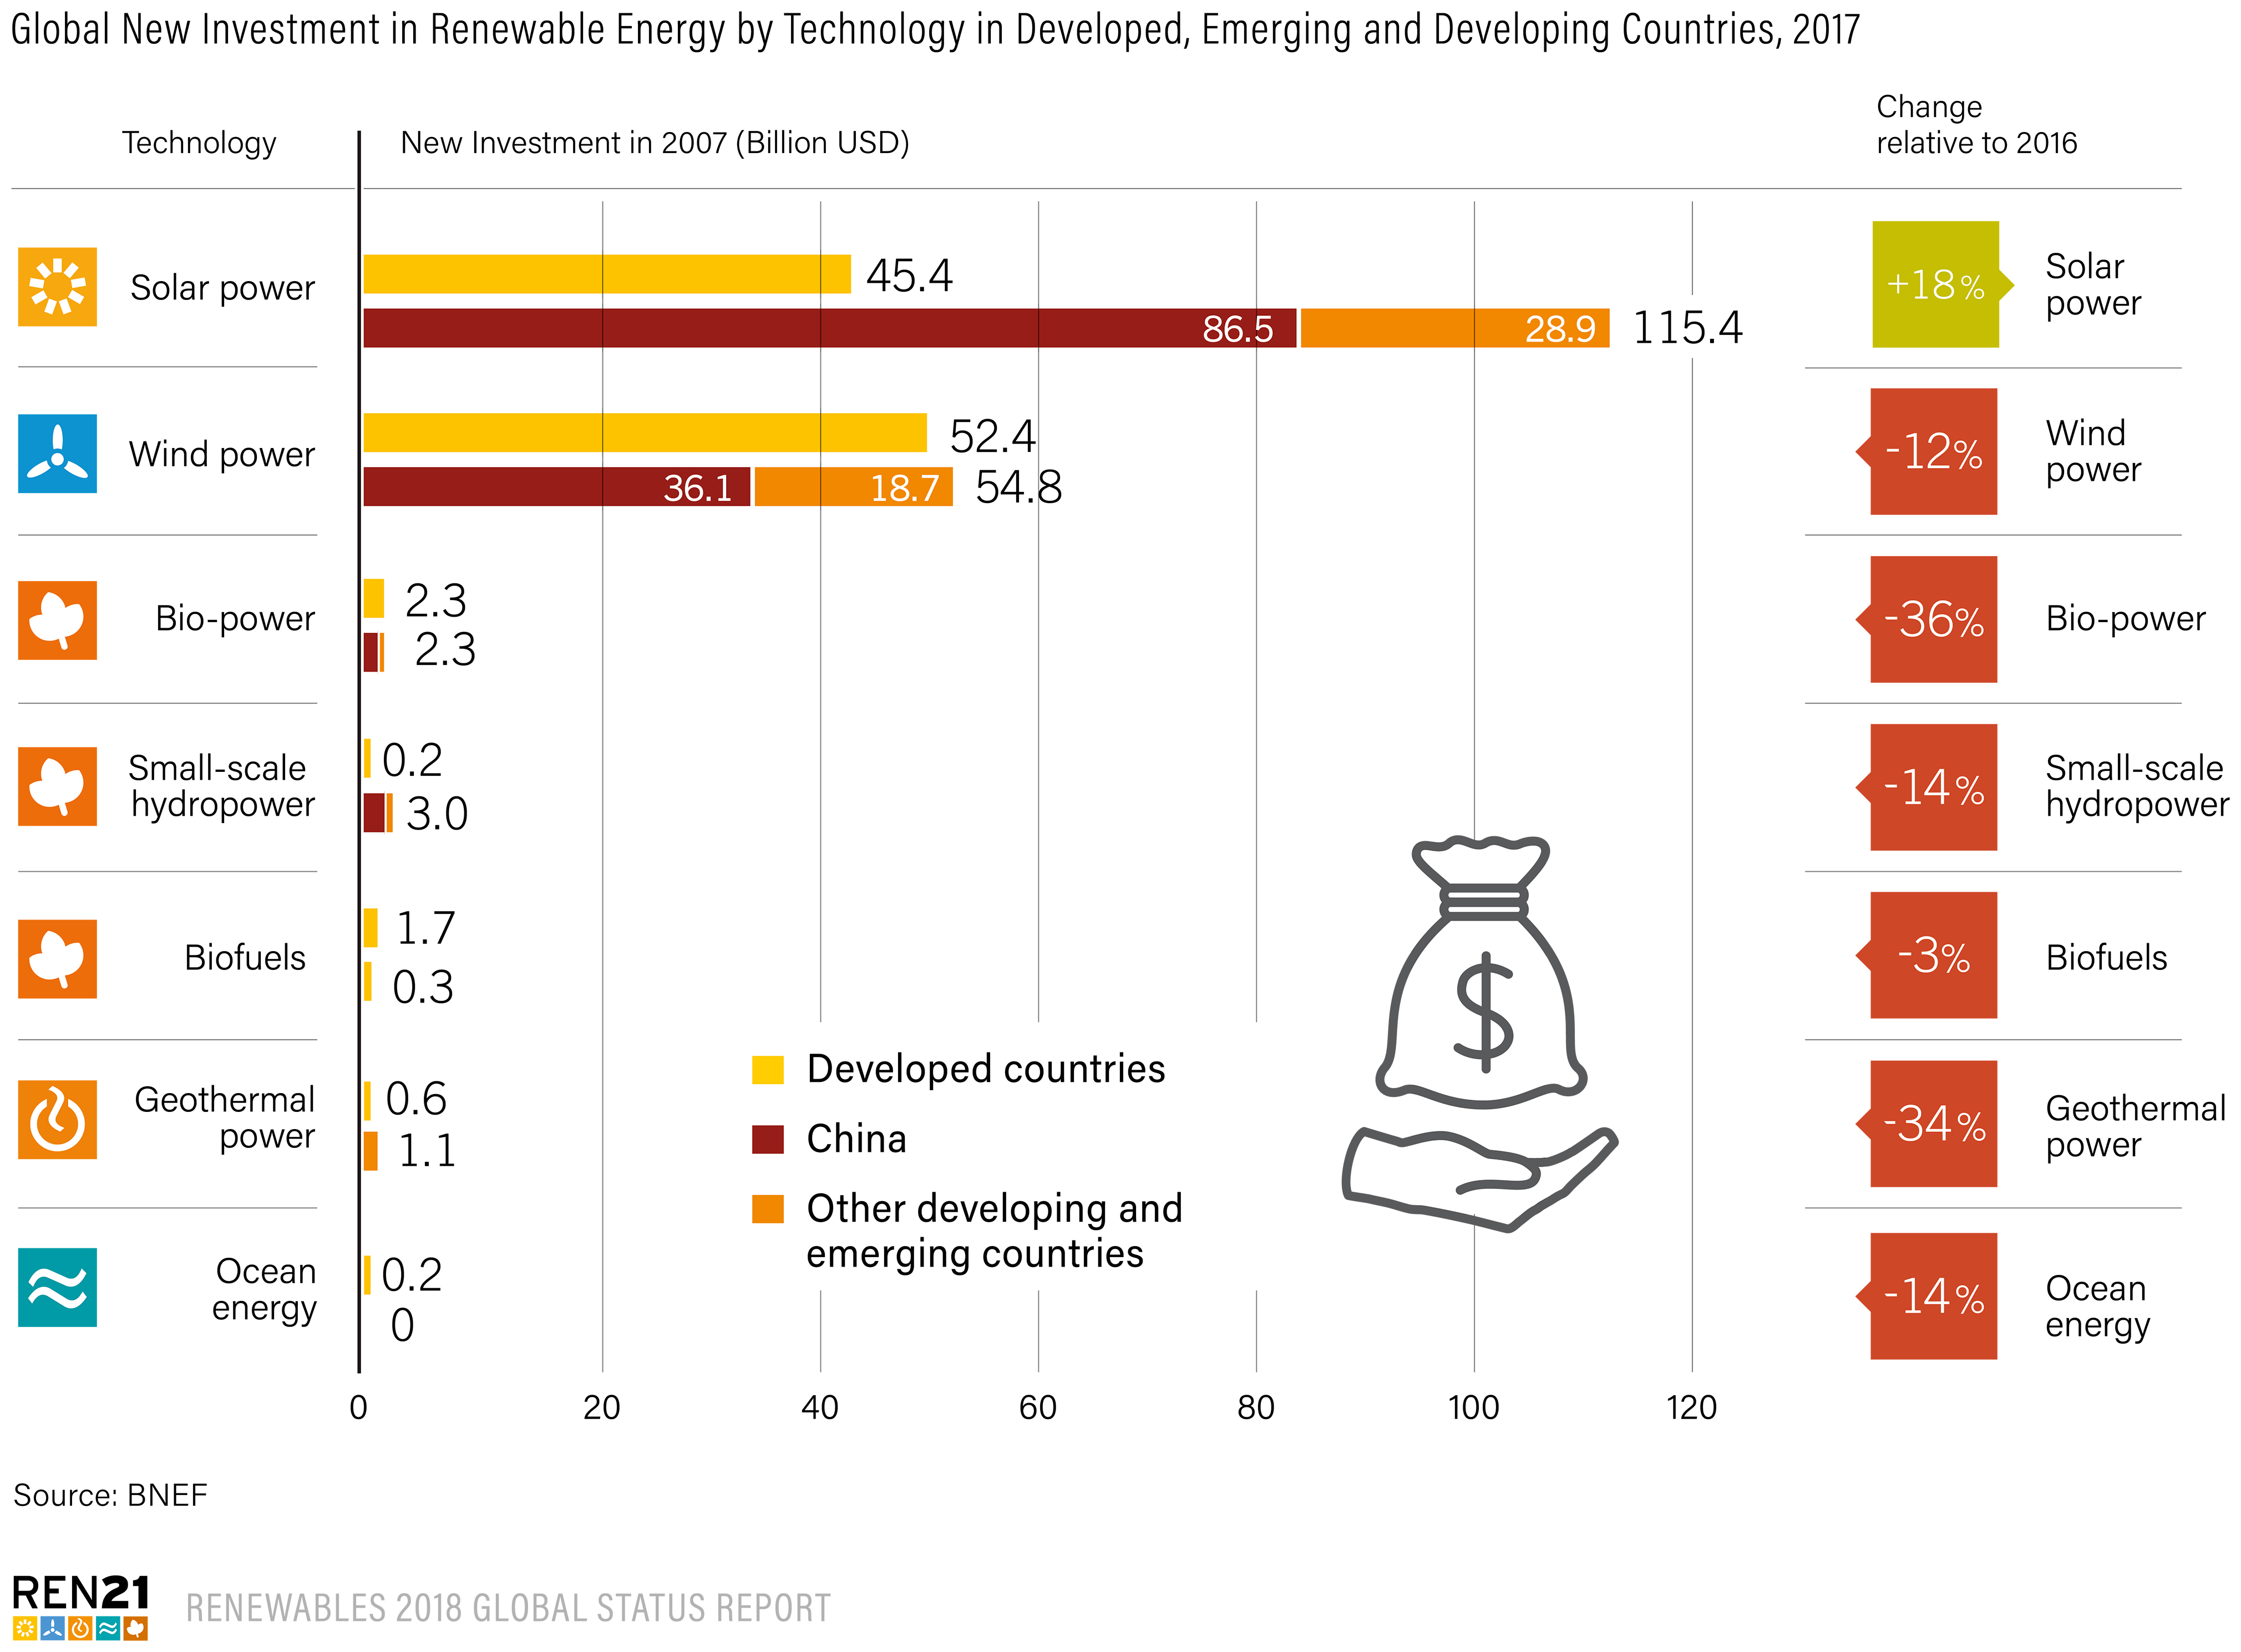 Global New Investment in Renewable Energy by Technology in Developed, Emerging and Developing Countries, 2017
Technology
New Investment in 2007 (Billion USD)
Change
relative to 2016
Solar power
45.4
86.5
28.9
115.4
+18%
Solar
power
Wind power
52.4
36.1
18.7
54.8
-12%
Wind
power
Bio-power
2.3
2.3
-36%
Bio-power
Small-scale
hydropower
0.2
3.0
-14%
Small-scale
hydropower
Biofuels
1.7
0.3
-3%
Biofuels
Geothermal
power
0.6
1.1
-34%
Geothermal
power
Ocean
energy
0.2
0
-14%
Ocean
energy
$
Developed countries
China
Other developing and
emerging countries
0 20 40 60 80 100 120
Source: BNEF
REN21
RENEWABLES 2018 GLOBAL STATUS REPORT